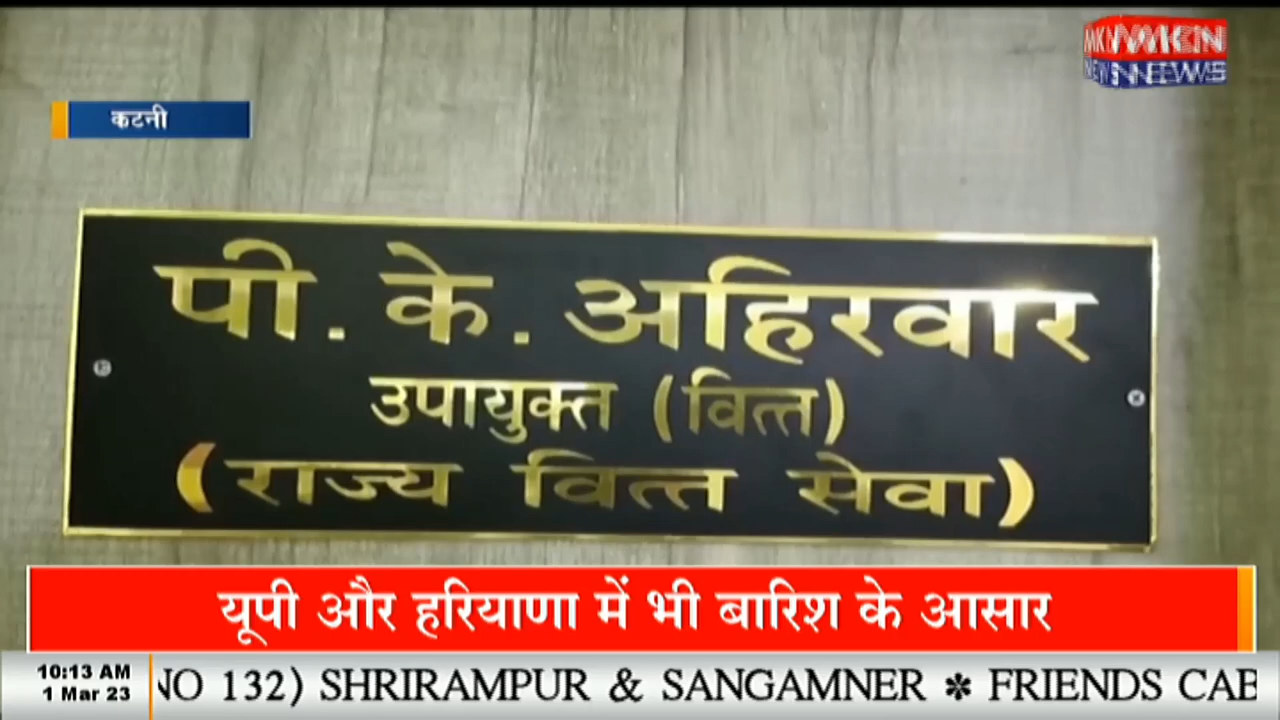 MKN NEWS
कटनी
पी. के. अहिरवार
उपायुक्त (वित्त)
(राज्य वित्त सेवा)
यूपी और हरियाणा में भी बारिश के आसार
10:13 AM
1 Mar 23
NO 132) SHRIRAMPUR & SANGAMNER * FRIENDS CAB